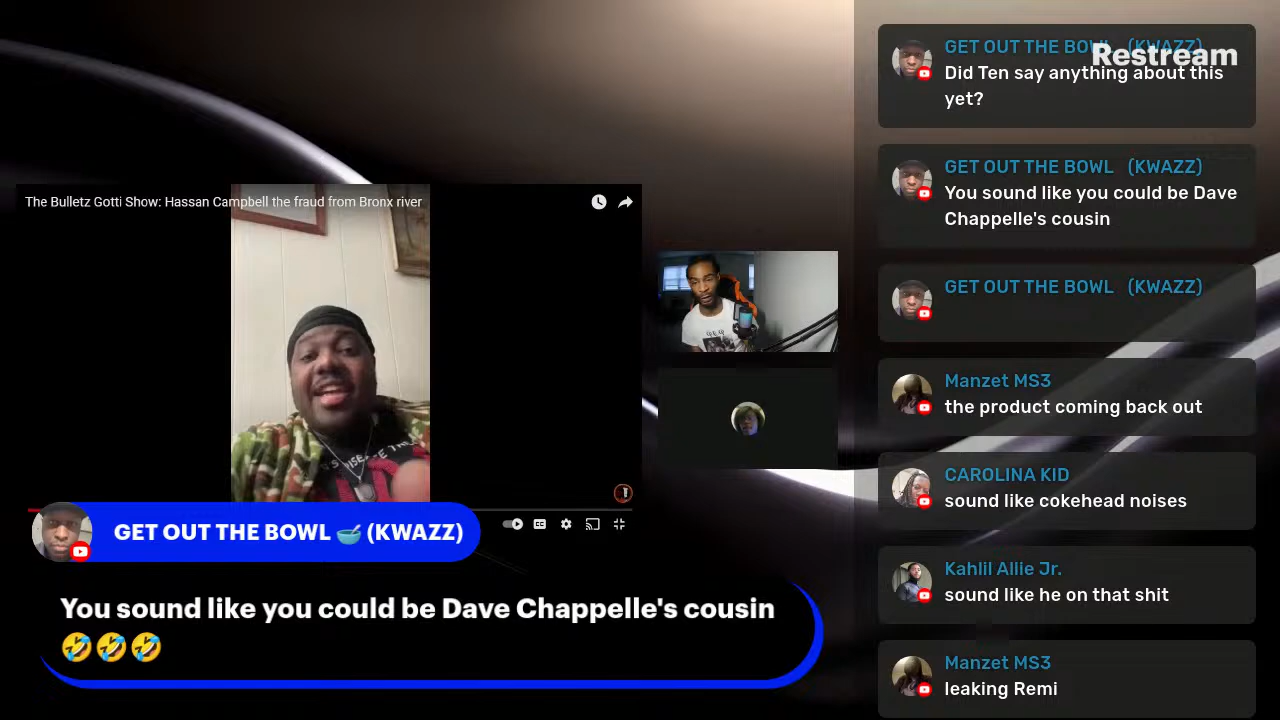 The Bulletz Gotti Show: Hassan Campbell the fraud from Bronx river
GET OUT THE BOWL 🥣 (KWAZZ)
You sound like you could be Dave Chappelle's cousin
🤣🤣🤣
Restream
GET OUT THE BOWL (KWAZZ)
Did Ten say anything about this
yet?
GET OUT THE BOWL (KWAZZ)
You sound like you could be Dave
Chappelle's cousin
GET OUT THE BOWL (KWAZZ)
Manzet MS3
the product coming back out
CAROLINA KID
sound like cokehead noises
Kahlil Allie Jr.
sound like he on that shit
Manzet MS3
leaking Remi